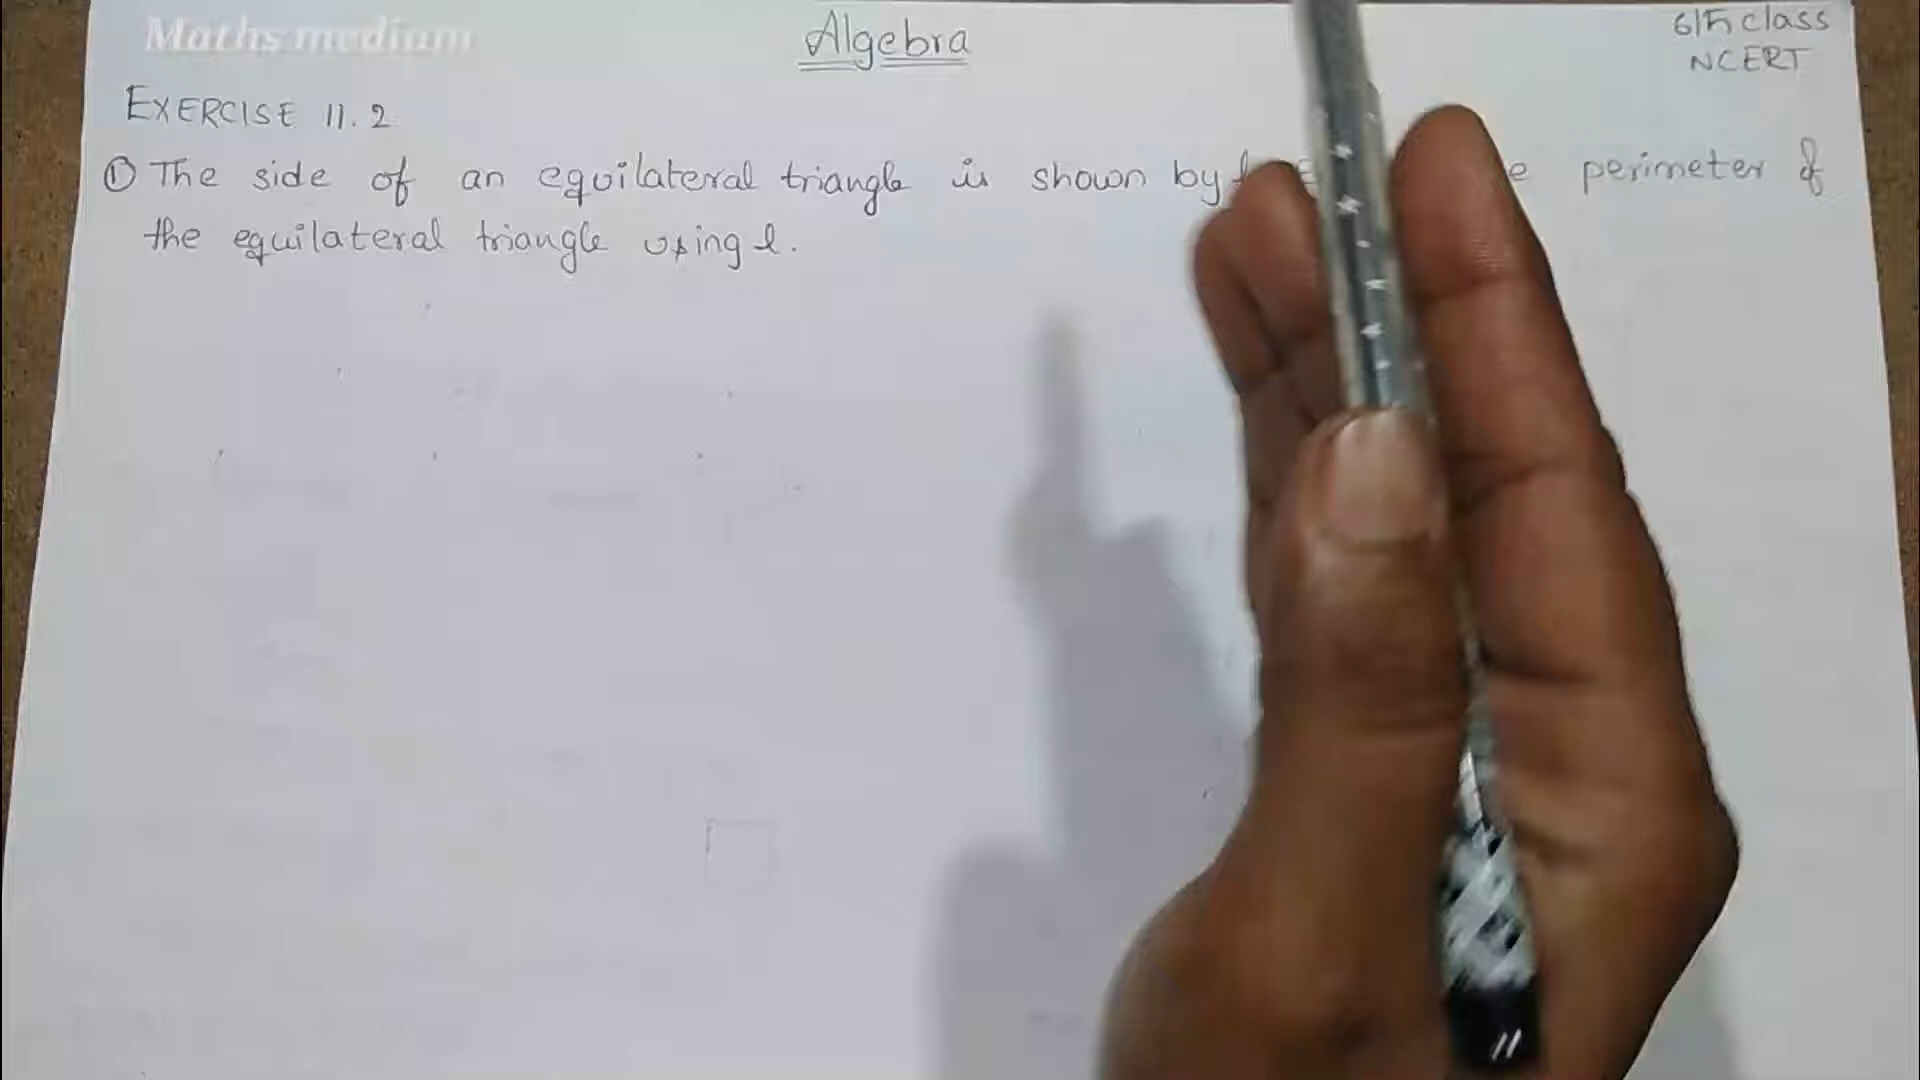 Maths medium
Algebra
6th class
NCERT
EXERCISE 11.2
① The side of an equilateral triangle is shown by perimeter of
the equilateral triangle using l.